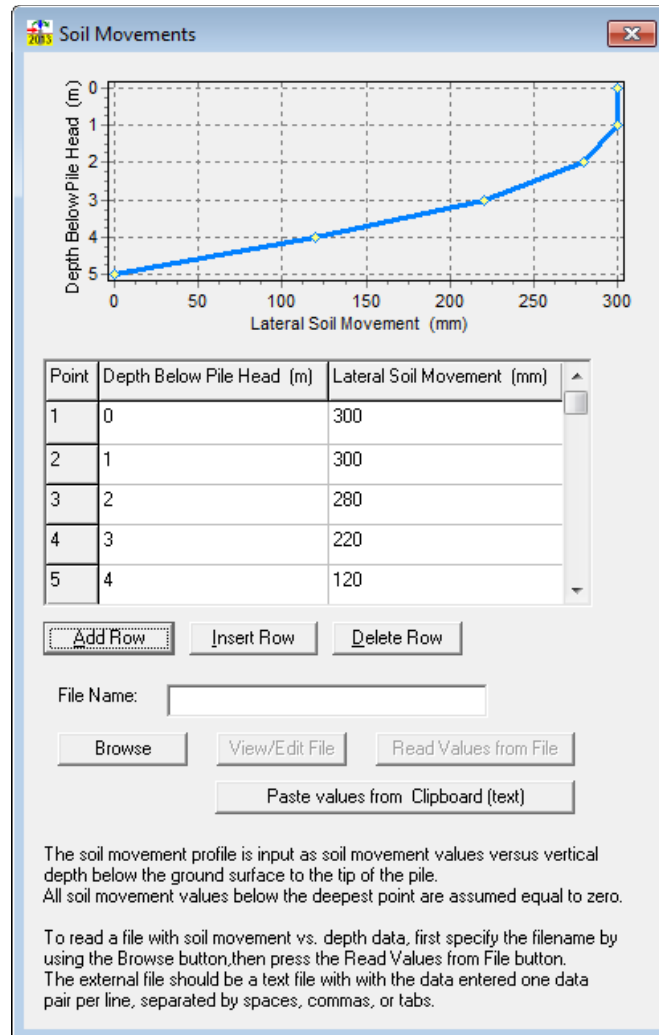 2013 Soil Movements
Depth Below Pile Head (m)
0
1
2
3
4
5
0 50 100 150 200 250 300
Lateral Soil Movement (mm)
Point Depth Below Pile Head (m) Lateral Soil Movement (mm)
1 0 300
2 1 300
3 2 280
4 3 220
5 4 120
Add Row Insert Row Delete Row
File Name:
Browse View/Edit File Read Values from File
Paste values from Clipboard (text)
The soil movement profile is input as soil movement values versus vertical
depth below the ground surface to the tip of the pile.
All soil movement values below the deepest point are assumed equal to zero.
To read a file with soil movement vs. depth data, first specify the filename by
using the Browse button,then press the Read Values from File button.
The external file should be a text file with with the data entered one data
pair per line, separated by spaces, commas, or tabs.